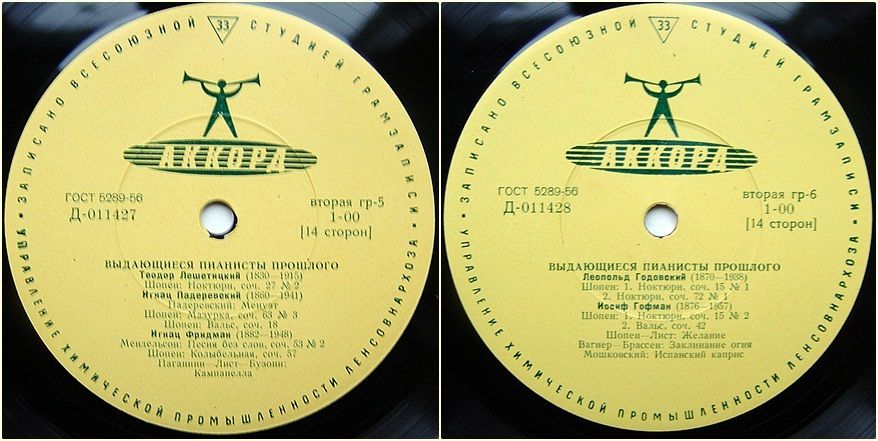 ЗАПИСАНО ВСЕСОЮЗНОЙ СТУДИЕЙ ГРАМЗАПИСИ
33
АККОРД
ГОСТ 5289-56
Д-011427
вторая гр-5
1-00
[14 сторон]
ВЫДАЮЩИЕСЯ ПИАНИСТЫ ПРОШЛОГО
Теодор Лешетицкий (1830—1915)
Шопен: Ноктюрн, соч. 27 № 2
Игнац Падеревский (1860—1941)
Падеревский: Менуэт
Шопен: Мазурка, соч. 63 № 3
Шопен: Вальс, соч. 18
Игнац Фридман (1882—1948)
Мендельсон: Песня без слов, соч. 53 № 2
Шопен: Колыбельная, соч. 57
Паганини—Лист—Бузони:
Кампанелла
УПРАВЛЕНИЕ ХИМИЧЕСКОЙ ПРОМЫШЛЕННОСТИ ЛЕНСОВНАРХОЗА
ЗАПИСАНО ВСЕСОЮЗНОЙ СТУДИЕЙ ГРАМЗАПИСИ
33
АККОРД
ГОСТ 5289-56
Д-011428
вторая гр-6
1-00
[14 сторон]
ВЫДАЮЩИЕСЯ ПИАНИСТЫ ПРОШЛОГО
Леопольд Годовский (1870—1938)
Шопен: 1. Ноктюрн, соч. 15 № 1
2. Ноктюрн, соч. 72 № 1
Иосиф Гофман (1876—1957)
Шопен: 1. Ноктюрн, соч. 15 № 2
2. Вальс, соч. 42
Шопен—Лист: Желание
Вагнер—Брассен: Заклинание огня
Мошковский: Испанский каприс
УПРАВЛЕНИЕ ХИМИЧЕСКОЙ ПРОМЫШЛЕННОСТИ ЛЕНСОВНАРХОЗА